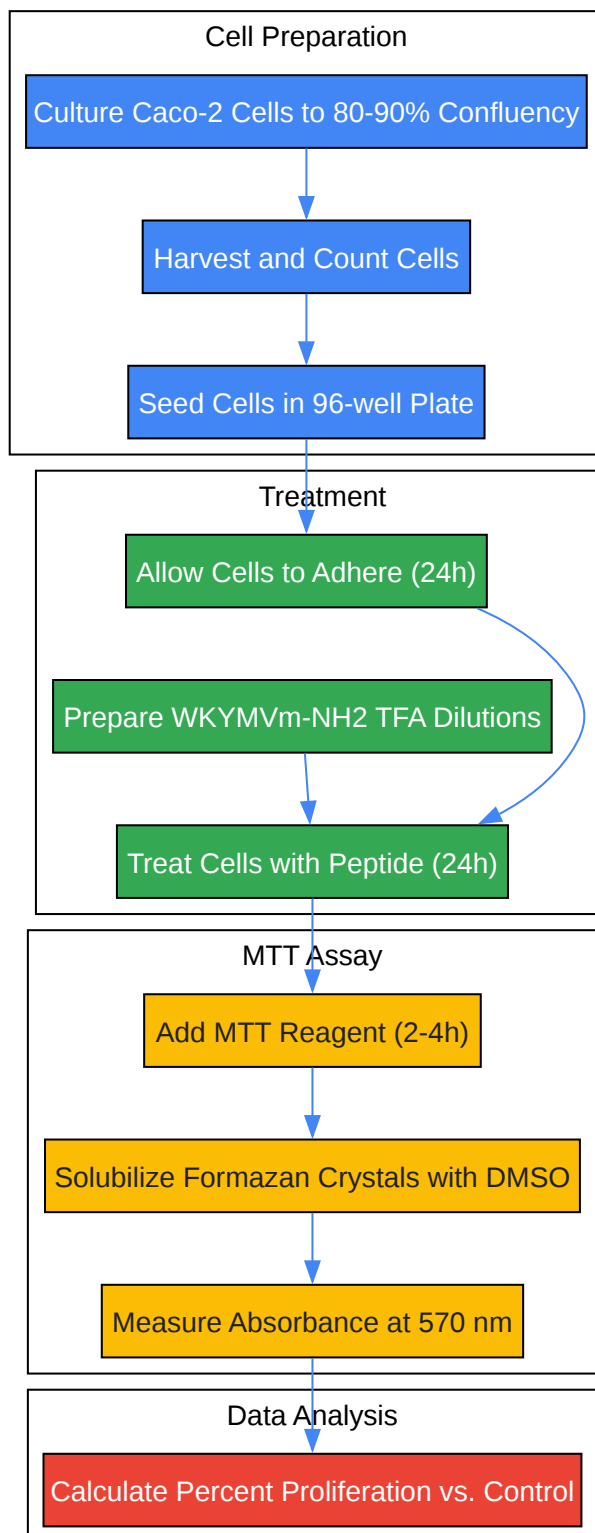 Cell Preparation
Culture Caco-2 Cells to 80-90% Confluency
Harvest and Count Cells
Seed Cells in 96-well Plate
Treatment
Allow Cells to Adhere (24h)
Prepare WKYMVm-NH2 TFA Dilutions
Treat Cells with Peptide (24h)
MTT Assay
Add MTT Reagent (2-4h)
Solubilize Formazan Crystals with DMSO
Measure Absorbance at 570 nm
Data Analysis
Calculate Percent Proliferation vs. Control